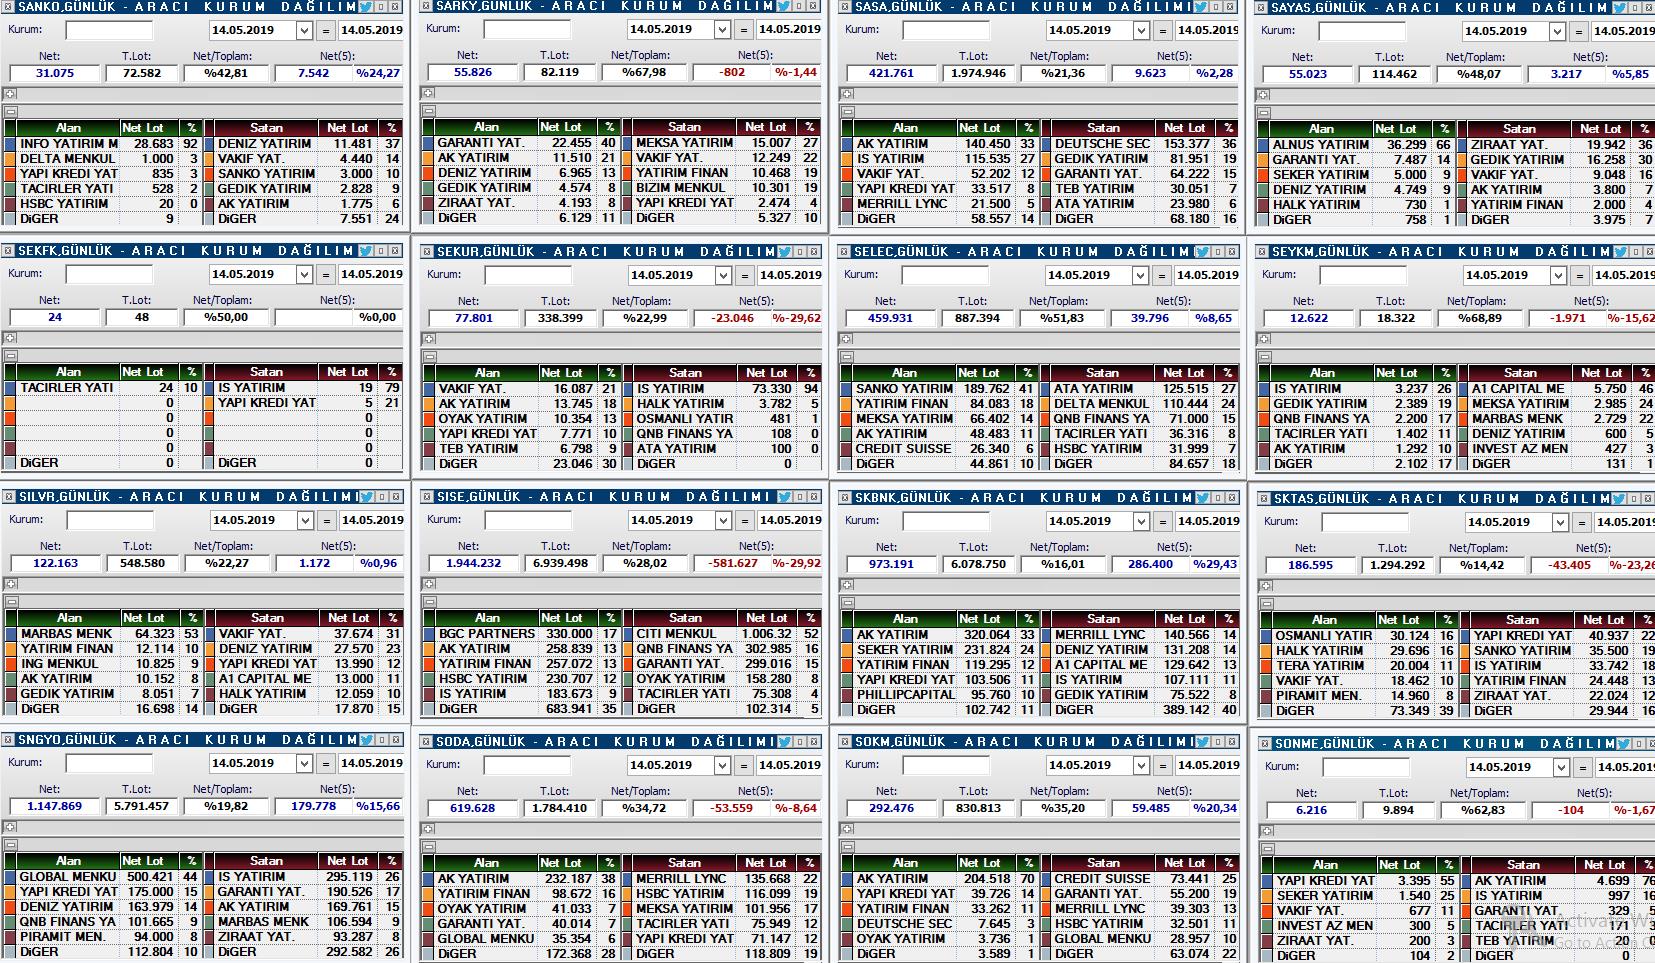 SANKO,GÜNLÜK - ARACI KURUM DAĞILIM
Kurum: 14.05.2019 = 14.05.2019
Net: T.Lot: Net/Toplam: Net(5):
31.075 72.582 %42,81 7.542 %24,27
Alan Net Lot % Satan Net Lot %
INFO YATIRIM M 28.683 92 DENIZ YATIRIM 11.481 37
DELTA MENKUL 1.000 3 VAKIF YAT. 4.440 14
YAPI KREDI YAT 835 3 SANKO YATIRIM 3.000 10
TACIRLER YATI 528 2 GEDIK YATIRIM 2.828 9
HSBC YATIRIM 20 0 AK YATIRIM 1.775 6
DiGER 9 DiGER 7.551 24
SARKY,GÜNLÜK - ARACI KURUM DAĞILIM
Kurum: 14.05.2019 = 14.05.2019
Net: T.Lot: Net/Toplam: Net(5):
55.826 82.119 %67,98 -802 %-1,44
Alan Net Lot % Satan Net Lot %
GARANTI YAT. 22.455 40 MEKSA YATIRIM 15.007 27
AK YATIRIM 11.510 21 VAKIF YAT. 12.249 22
DENIZ YATIRIM 6.965 13 YATIRIM FINAN 10.468 19
GEDIK YATIRIM 4.574 8 BIZIM MENKUL 10.301 19
ZIRAAT YAT. 4.193 8 YAPI KREDI YAT 2.474 4
DiGER 6.129 11 DiGER 5.327 10
SASA,GÜNLÜK - ARACI KURUM DAĞILIM
Kurum: 14.05.2019 = 14.05.2019
Net: T.Lot: Net/Toplam: Net(5):
421.761 1.974.946 %21,36 9.623 %2,28
Alan Net Lot % Satan Net Lot %
AK YATIRIM 140.450 33 DEUTSCHE SEC 153.377 36
IS YATIRIM 115.535 27 GEDIK YATIRIM 81.951 19
VAKIF YAT. 52.202 12 GARANTI YAT. 64.222 15
YAPI KREDI YAT 33.517 8 TEB YATIRIM 30.051 7
MERRILL LYNC 21.500 5 ATA YATIRIM 23.980 6
DiGER 58.557 14 DiGER 68.180 16
SAYAS,GÜNLÜK - ARACI KURUM DAĞILIM
Kurum: 14.05.2019 = 14.05.2019
Net: T.Lot: Net/Toplam: Net(5):
55.023 114.462 %48,07 3.217 %5,85
Alan Net Lot % Satan Net Lot %
ALNUS YATIRIM 36.299 66 ZIRAAT YAT. 19.942 36
GARANTI YAT. 7.487 14 GEDIK YATIRIM 16.258 30
SEKER YATIRIM 5.000 9 VAKIF YAT. 9.048 16
DENIZ YATIRIM 4.749 9 AK YATIRIM 3.800 7
HALK YATIRIM 730 1 YATIRIM FINAN 2.000 4
DiGER 758 1 DiGER 3.975 7
SEKFK,GÜNLÜK - ARACI KURUM DAĞILIM
Kurum: 14.05.2019 = 14.05.2019
Net: T.Lot: Net/Toplam: Net(5):
24 48 %50,00 %0,00
Alan Net Lot % Satan Net Lot %
TACIRLER YATI 24 10 IS YATIRIM 19 79
0 YAPI KREDI YAT 5 21
0 0
0 0
0 0
DiGER 0 DiGER 0
SEKUR,GÜNLÜK - ARACI KURUM DAĞILIM
Kurum: 14.05.2019 = 14.05.2019
Net: T.Lot: Net/Toplam: Net(5):
77.801 338.399 %22,99 -23.046 %-29,62
Alan Net Lot % Satan Net Lot %
VAKIF YAT. 16.087 21 IS YATIRIM 73.330 94
AK YATIRIM 13.745 18 HALK YATIRIM 3.782 5
OYAK YATIRIM 10.354 13 OSMANLI YATIR 481 1
YAPI KREDI YAT 7.771 10 QNB FINANS YA 108 0
TEB YATIRIM 6.798 9 ATA YATIRIM 100 0
DiGER 23.046 30 DiGER 0
SELEC,GÜNLÜK - ARACI KURUM DAĞILIM
Kurum: 14.05.2019 = 14.05.2019
Net: T.Lot: Net/Toplam: Net(5):
459.931 887.394 %51,83 39.796 %8,65
Alan Net Lot % Satan Net Lot %
SANKO YATIRIM 189.762 41 ATA YATIRIM 125.515 27
YATIRIM FINAN 84.083 18 DELTA MENKUL 110.444 24
MEKSA YATIRIM 66.402 14 QNB FINANS YA 71.000 15
AK YATIRIM 48.483 11 TACIRLER YATI 36.316 8
CREDIT SUISSE 26.340 6 HSBC YATIRIM 31.999 7
DiGER 44.861 10 DiGER 84.657 18
SEYKM,GÜNLÜK - ARACI KURUM DAĞILIM
Kurum: 14.05.2019 = 14.05.2019
Net: T.Lot: Net/Toplam: Net(5):
12.622 18.322 %68,89 -1.971 %-15,62
Alan Net Lot % Satan Net Lot %
IS YATIRIM 3.237 26 A1 CAPITAL ME 5.750 46
GEDIK YATIRIM 2.389 19 MEKSA YATIRIM 2.985 24
QNB FINANS YA 2.200 17 MARBAS MENK 2.729 22
TACIRLER YATI 1.402 11 DENIZ YATIRIM 600 5
AK YATIRIM 1.292 10 INVEST AZ MEN 427 3
DiGER 2.102 17 DiGER 131 1
SILVR,GÜNLÜK - ARACI KURUM DAĞILIMI
Kurum: 14.05.2019 = 14.05.2019
Net: T.Lot: Net/Toplam: Net(5):
122.163 548.580 %22,27 1.172 %0,96
Alan Net Lot % Satan Net Lot %
MARBAS MENK 64.323 53 VAKIF YAT. 37.674 31
YATIRIM FINAN 12.114 10 DENIZ YATIRIM 27.570 23
ING MENKUL 10.825 9 YAPI KREDI YAT 13.990 12
AK YATIRIM 10.152 8 A1 CAPITAL ME 13.000 11
GEDIK YATIRIM 8.051 7 HALK YATIRIM 12.059 10
DiGER 16.698 14 DiGER 17.870 15
SISE,GÜNLÜK - ARACI KURUM DAĞILIMI
Kurum: 14.05.2019 = 14.05.2019
Net: T.Lot: Net/Toplam: Net(5):
1.944.232 6.939.498 %28,02 -581.627 %-29,92
Alan Net Lot % Satan Net Lot %
BGC PARTNERS 330.000 17 CITI MENKUL 1.006.32 52
AK YATIRIM 258.839 13 QNB FINANS YA 302.985 16
YATIRIM FINAN 257.072 13 GARANTI YAT. 299.016 15
HSBC YATIRIM 230.707 12 OYAK YATIRIM 158.280 8
IS YATIRIM 183.673 9 TACIRLER YATI 75.308 4
DiGER 683.941 35 DiGER 102.314 5
SKBNK,GÜNLÜK - ARACI KURUM DAĞILIM
Kurum: 14.05.2019 = 14.05.2019
Net: T.Lot: Net/Toplam: Net(5):
973.191 6.078.750 %16,01 286.400 %29,43
Alan Net Lot % Satan Net Lot %
AK YATIRIM 320.064 33 MERRILL LYNC 140.566 14
SEKER YATIRIM 231.824 24 DENIZ YATIRIM 131.208 14
YATIRIM FINAN 119.295 12 A1 CAPITAL ME 129.642 13
YAPI KREDI YAT 103.506 11 IS YATIRIM 107.111 11
PHILLIPCAPITAL 95.760 10 GEDIK YATIRIM 75.522 8
DiGER 102.742 11 DiGER 389.142 40
SKTAS,GÜNLÜK - ARACI KURUM DAĞILIM
Kurum: 14.05.2019 = 14.05.2019
Net: T.Lot: Net/Toplam: Net(5):
186.595 1.294.292 %14,42 -43.405 %-23,26
Alan Net Lot % Satan Net Lot %
OSMANLI YATIR 30.124 16 YAPI KREDI YAT 40.937 22
HALK YATIRIM 29.696 16 SANKO YATIRIM 35.500 19
TERA YATIRIM 20.004 11 IS YATIRIM 33.742 18
VAKIF YAT. 18.462 10 YATIRIM FINAN 24.448 13
PIRAMIT MEN. 14.960 8 ZIRAAT YAT. 22.024 12
DiGER 73.349 39 DiGER 29.944 16
SNGYO,GÜNLÜK - ARACI KURUM DAĞILIM
Kurum: 14.05.2019 = 14.05.2019
Net: T.Lot: Net/Toplam: Net(5):
1.147.869 5.791.457 %19,82 179.778 %15,66
Alan Net Lot % Satan Net Lot %
GLOBAL MENKU 500.421 44 IS YATIRIM 295.119 26
YAPI KREDI YAT 175.000 15 GARANTI YAT. 190.526 17
DENIZ YATIRIM 163.979 14 AK YATIRIM 169.761 15
QNB FINANS YA 101.665 9 MARBAS MENK 106.594 9
PIRAMIT MEN. 94.000 8 ZIRAAT YAT. 93.287 8
DiGER 112.804 10 DiGER 292.582 26
SODA,GÜNLÜK - ARACI KURUM DAĞILIM
Kurum: 14.05.2019 = 14.05.2019
Net: T.Lot: Net/Toplam: Net(5):
619.628 1.784.410 %34,72 -53.559 %-8,64
Alan Net Lot % Satan Net Lot %
AK YATIRIM 232.187 38 MERRILL LYNC 135.668 22
YATIRIM FINAN 98.672 16 HSBC YATIRIM 116.099 19
OYAK YATIRIM 41.033 7 MEKSA YATIRIM 101.956 17
GARANTI YAT. 40.014 7 TACIRLER YATI 75.949 12
GLOBAL MENKU 35.354 6 YAPI KREDI YAT 71.147 12
DiGER 172.368 28 DiGER 118.809 19
SOKM,GÜNLÜK - ARACI KURUM DAĞILIM
Kurum: 14.05.2019 = 14.05.2019
Net: T.Lot: Net/Toplam: Net(5):
292.476 830.813 %35,20 59.485 %20,34
Alan Net Lot % Satan Net Lot %
AK YATIRIM 204.518 70 CREDIT SUISSE 73.441 25
YAPI KREDI YAT 39.726 14 GARANTI YAT. 55.200 19
YATIRIM FINAN 33.262 11 MERRILL LYNC 39.303 13
DEUTSCHE SEC 7.645 3 HSBC YATIRIM 32.501 11
OYAK YATIRIM 3.736 1 GLOBAL MENKU 28.957 10
DiGER 3.589 1 DiGER 63.074 22
SONME,GÜNLÜK - ARACI KURUM DAĞILIM
Kurum: 14.05.2019 = 14.05.2019
Net: T.Lot: Net/Toplam: Net(5):
6.216 9.894 %62,83 -104 %-1,67
Alan Net Lot % Satan Net Lot %
YAPI KREDI YAT 3.395 55 AK YATIRIM 4.699 76
SEKER YATIRIM 1.540 25 IS YATIRIM 997 16
VAKIF YAT. 677 11 GARANTI YAT. 329 5
INVEST AZ MEN 300 5 TACIRLER YATI 171 3
ZIRAAT YAT. 200 3 TEB YATIRIM 20 0
DiGER 104 2 DiGER 0
Activate
Go to